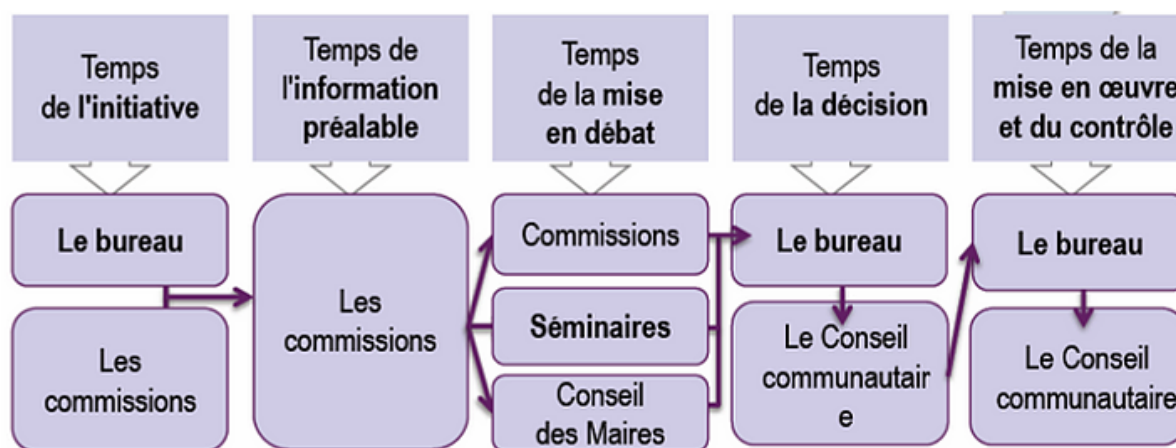 Temps
de l'initiative
Temps de
l'information
préalable
Temps
de la mise
en débat
Temps
de la décision
Temps de la
mise en œuvre
et du contrôle
Le bureau
Les
commissions
Les
commissions
Commissions
Séminaires
Conseil
des Maires
Le bureau
Le Conseil
communautair
e
Le bureau
Le Conseil
communautaire